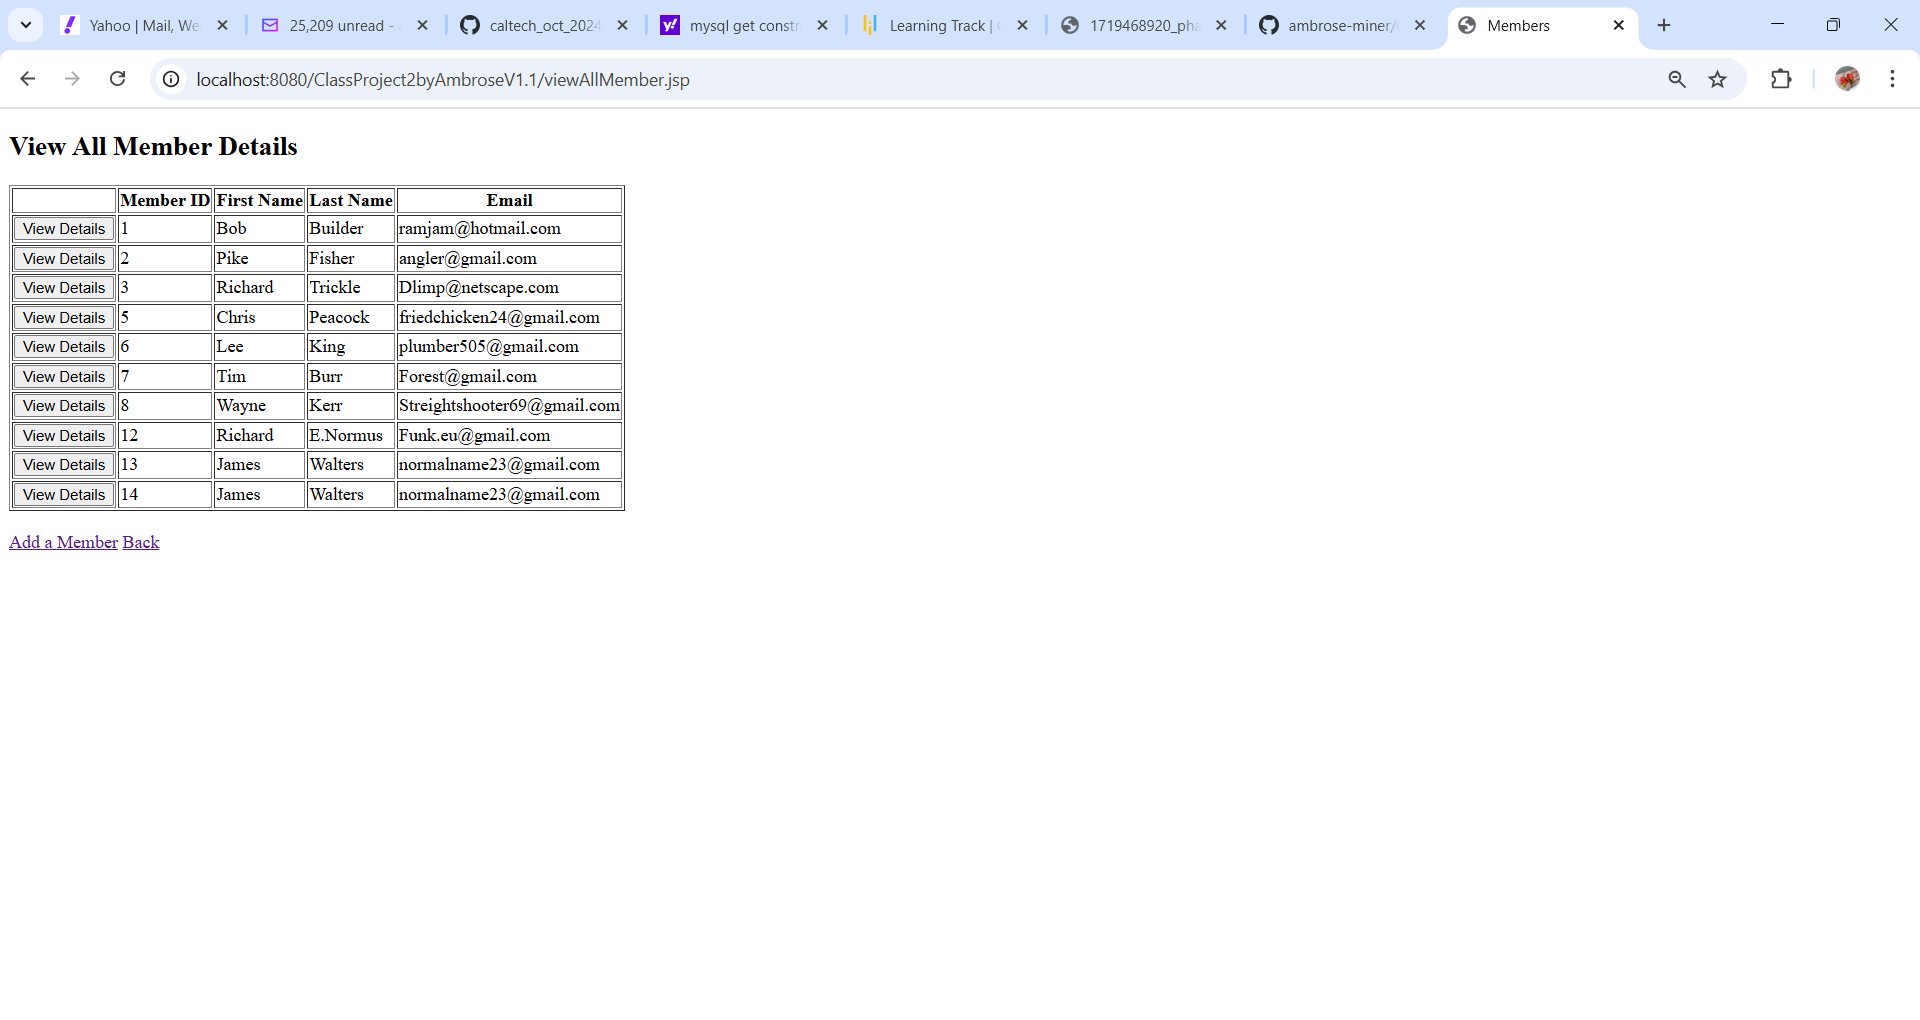 Yahoo | Mail, We
25,209 unread -
caltech_oct_2024
mysql get constr
Learning Track |
1719468920_pha
ambrose-miner/
Members
localhost:8080/ClassProject2byAmbroseV1.1/viewAllMember.jsp
View All Member Details
Member ID First Name Last Name Email
View Details 1 Bob Builder ramjam@hotmail.com
View Details 2 Pike Fisher angler@gmail.com
View Details 3 Richard Trickle Dlimp@netscape.com
View Details 5 Chris Peacock friedchicken24@gmail.com
View Details 6 Lee King plumber505@gmail.com
View Details 7 Tim Burr Forest@gmail.com
View Details 8 Wayne Kerr Streightshooter69@gmail.com
View Details 12 Richard E.Normus Funk.eu@gmail.com
View Details 13 James Walters normalname23@gmail.com
View Details 14 James Walters normalname23@gmail.com
Add a Member Back